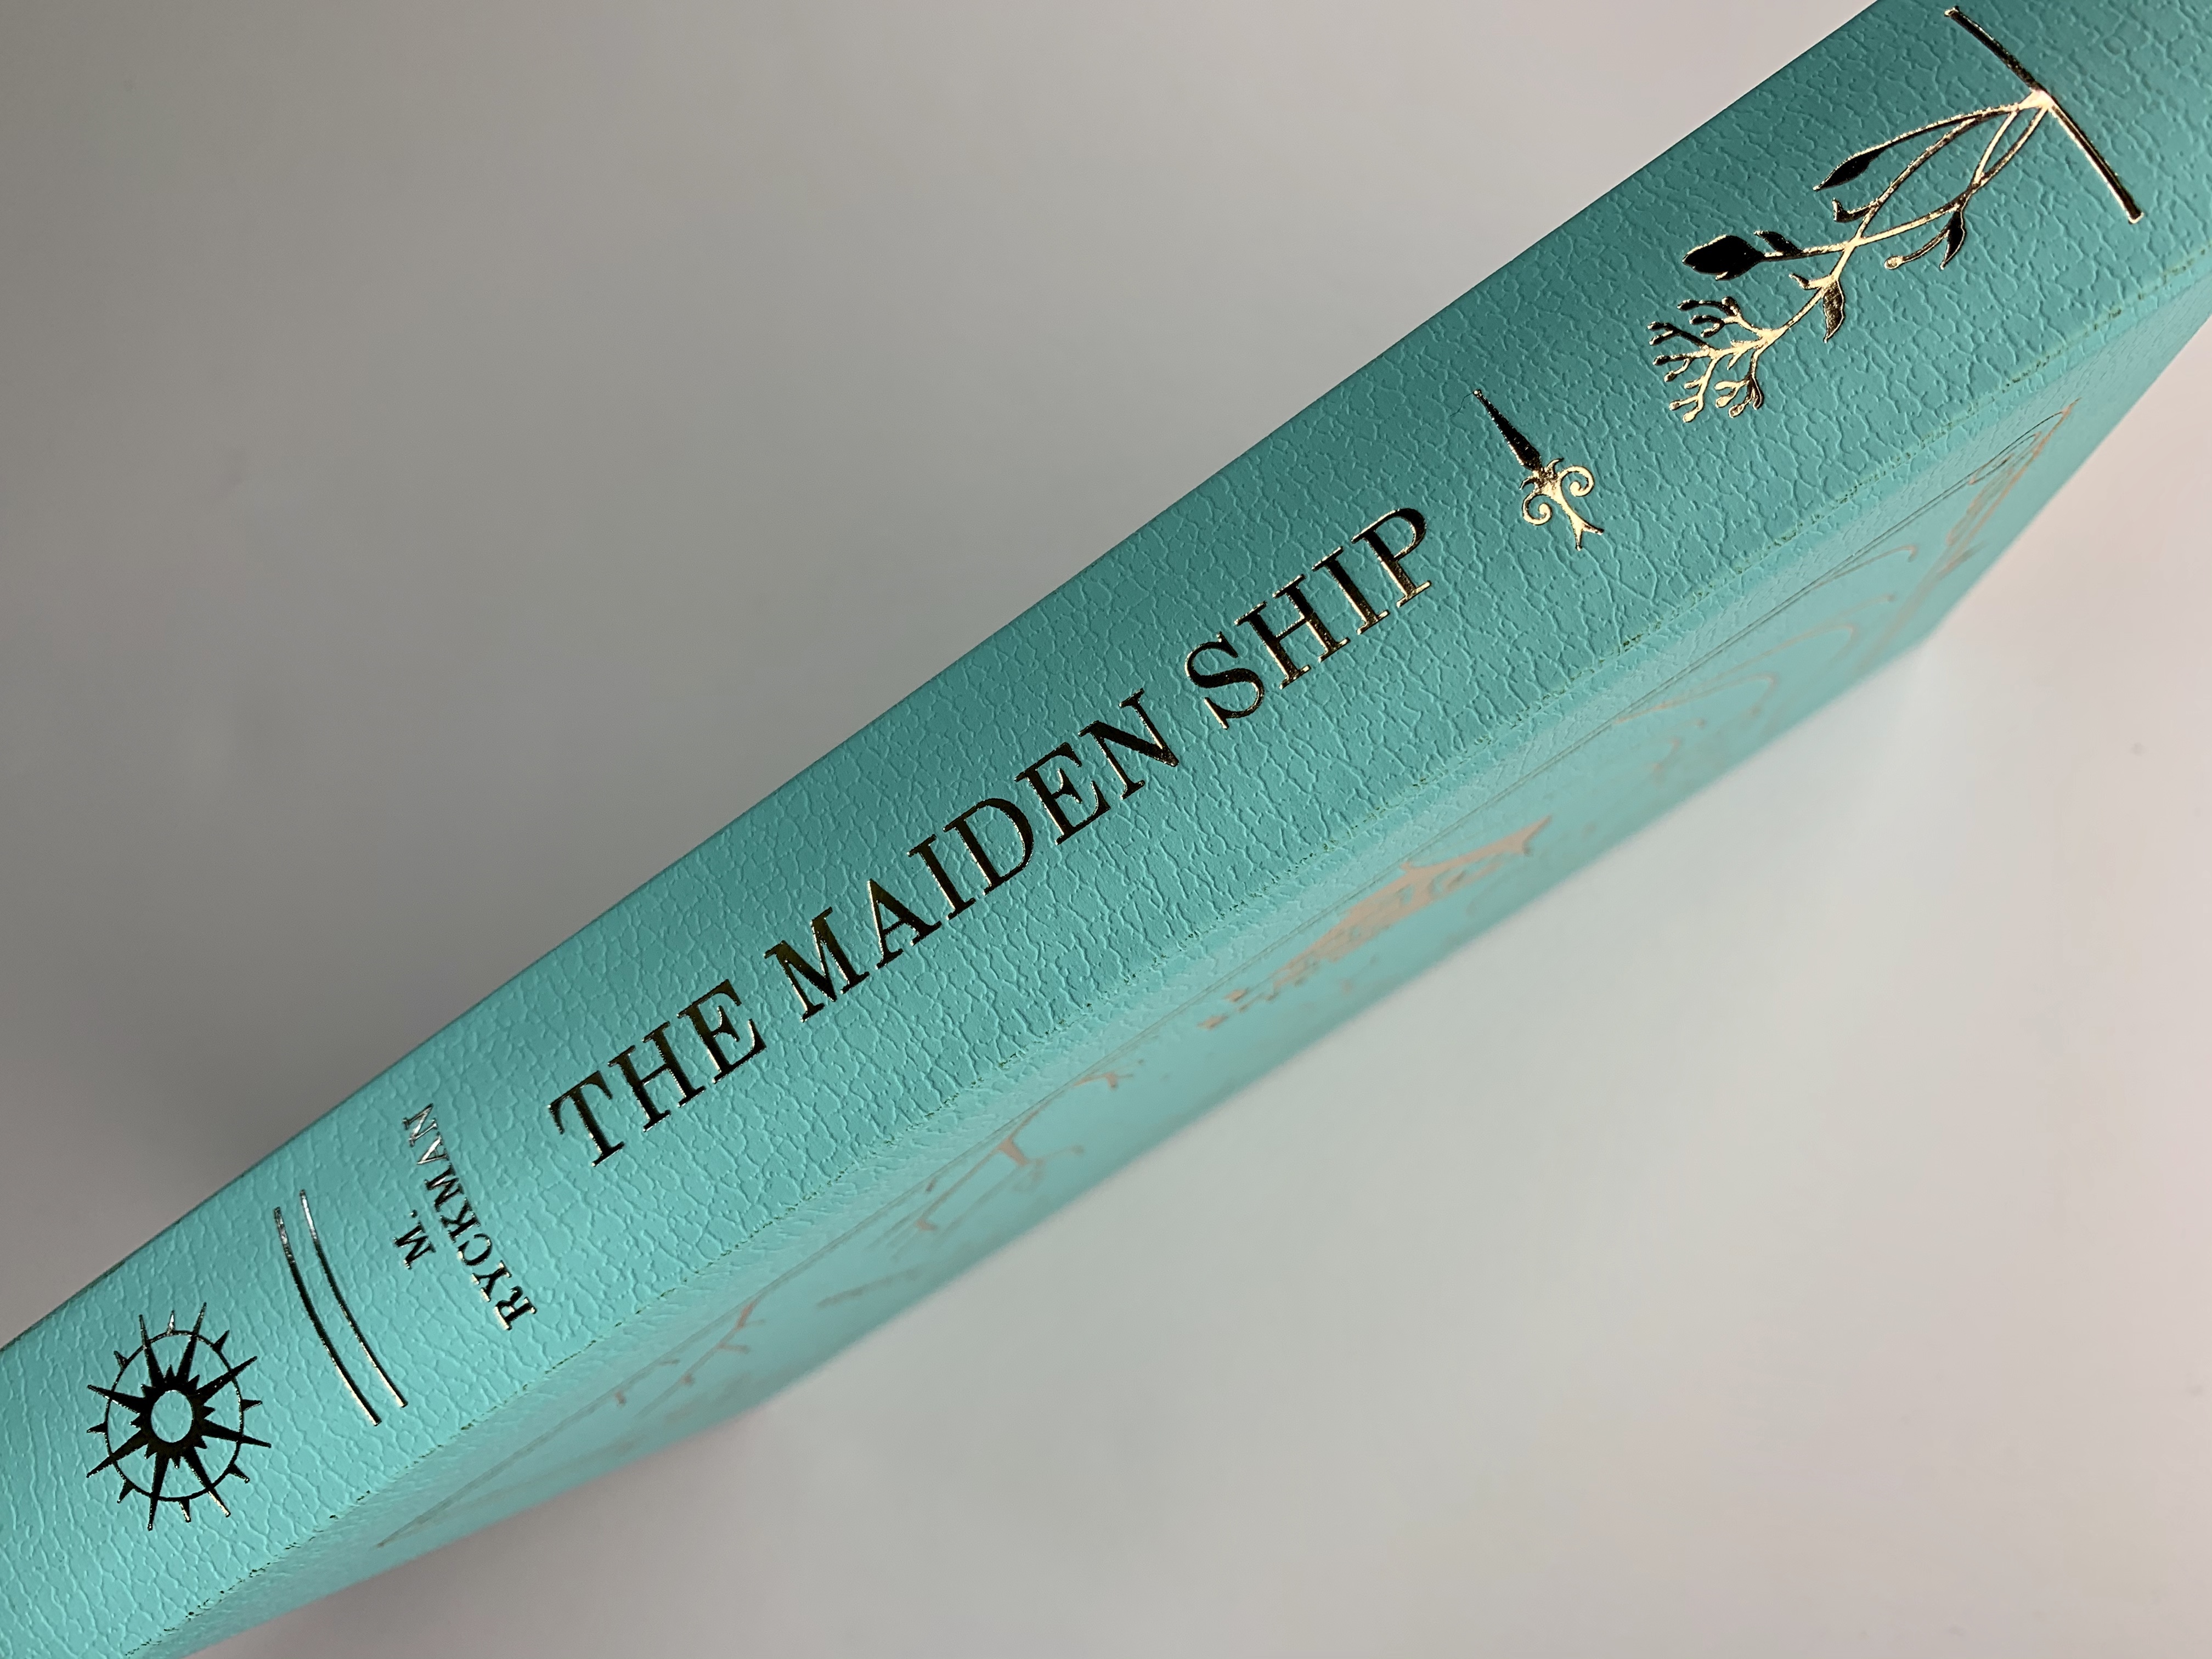 M.
RYCKMAN
THE MAIDEN SHIP